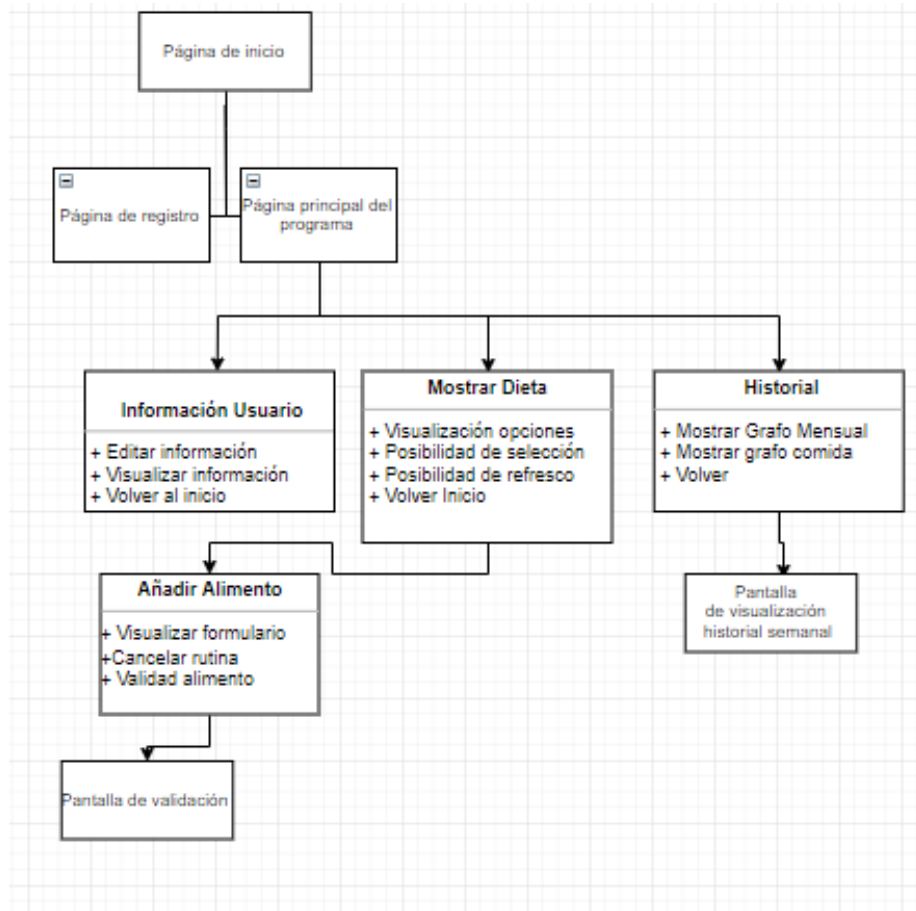 Página de inicio
Página de registro
Página principal del
programa
Información Usuario
+ Editar información
+ Visualizar información
+ Volver al inicio
Mostrar Dieta
+ Visualización opciones
+ Posibilidad de selección
+ Posibilidad de refresco
+ Volver Inicio
Historial
+ Mostrar Grafo Mensual
+ Mostrar grafo comida
+ Volver
Añadir Alimento
+ Visualizar formulario
+Cancelar rutina
+ Validad alimento
Pantalla
de visualización
historial semanal
Pantalla de validación